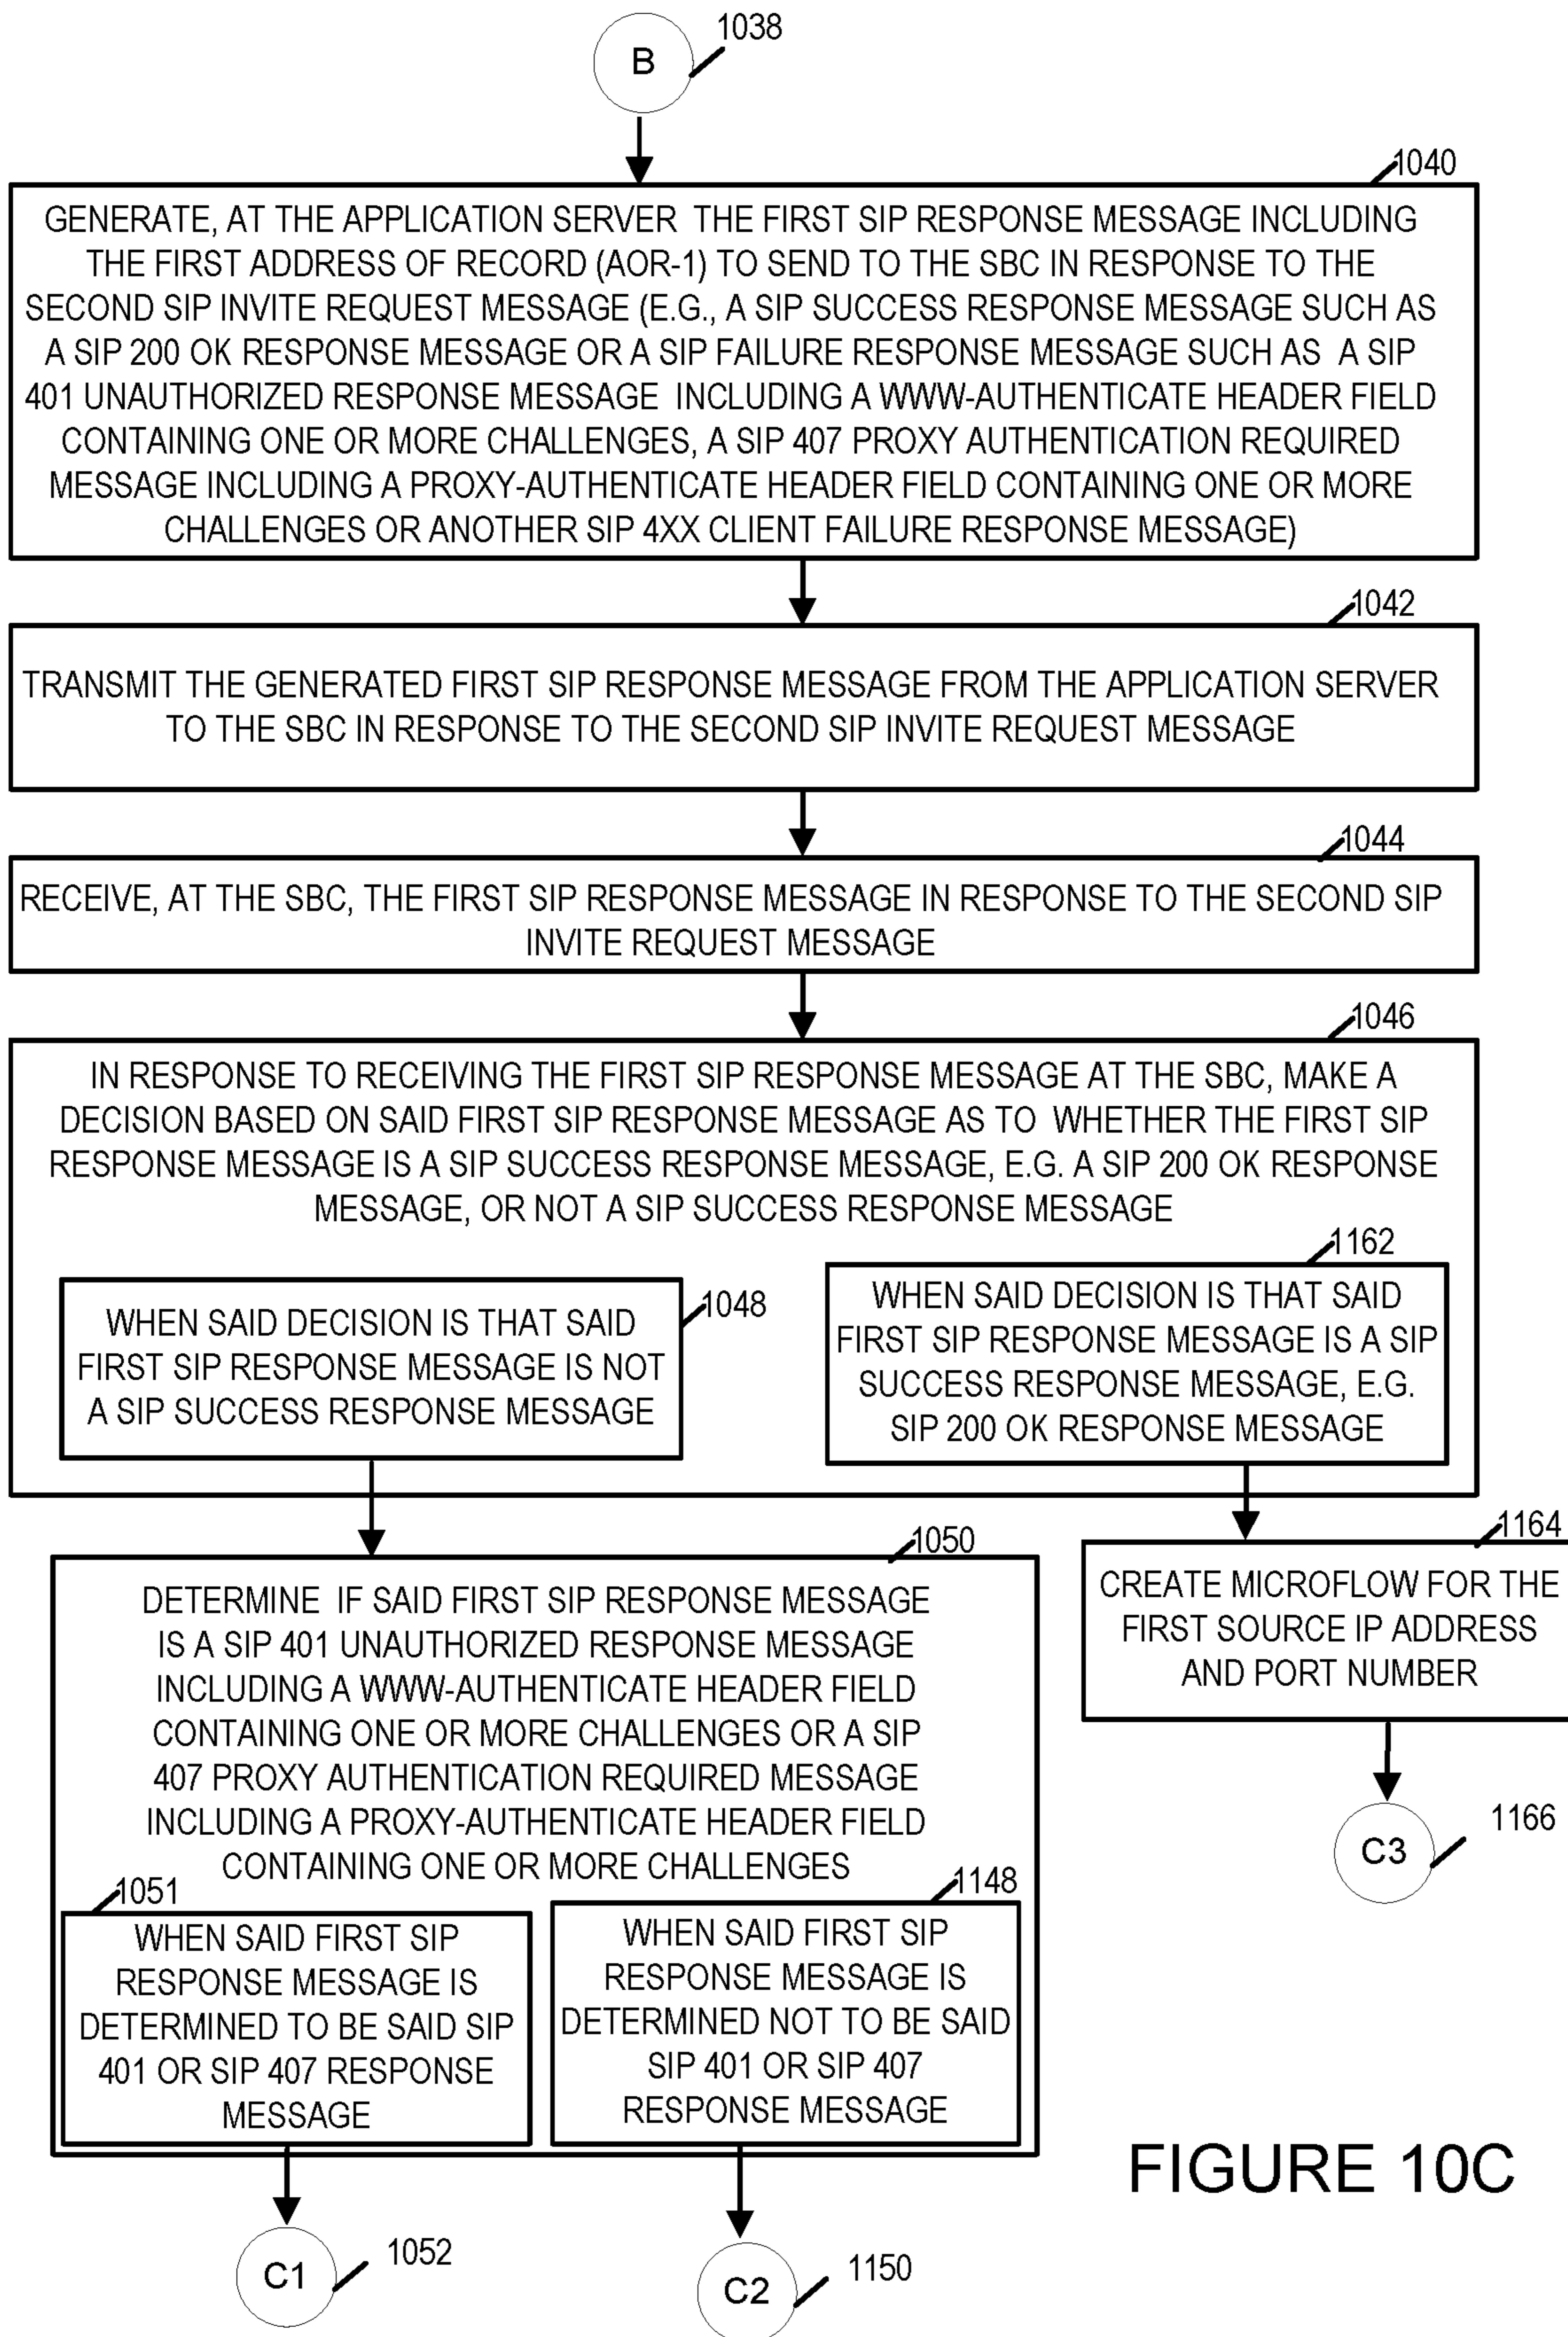 B
1038
1040
GENERATE, AT THE APPLICATION SERVER THE FIRST SIP RESPONSE MESSAGE INCLUDING
THE FIRST ADDRESS OF RECORD (AOR-1) TO SEND TO THE SBC IN RESPONSE TO THE
SECOND SIP INVITE REQUEST MESSAGE (E.G., A SIP SUCCESS RESPONSE MESSAGE SUCH AS
A SIP 200 OK RESPONSE MESSAGE OR A SIP FAILURE RESPONSE MESSAGE SUCH AS A SIP
401 UNAUTHORIZED RESPONSE MESSAGE INCLUDING A WWW-AUTHENTICATE HEADER FIELD
CONTAINING ONE OR MORE CHALLENGES, A SIP 407 PROXY AUTHENTICATION REQUIRED
MESSAGE INCLUDING A PROXY-AUTHENTICATE HEADER FIELD CONTAINING ONE OR MORE
CHALLENGES OR ANOTHER SIP 4XX CLIENT FAILURE RESPONSE MESSAGE)
1042
TRANSMIT THE GENERATED FIRST SIP RESPONSE MESSAGE FROM THE APPLICATION SERVER
TO THE SBC IN RESPONSE TO THE SECOND SIP INVITE REQUEST MESSAGE
1044
RECEIVE, AT THE SBC, THE FIRST SIP RESPONSE MESSAGE IN RESPONSE TO THE SECOND SIP
INVITE REQUEST MESSAGE
1046
IN RESPONSE TO RECEIVING THE FIRST SIP RESPONSE MESSAGE AT THE SBC, MAKE A
DECISION BASED ON SAID FIRST SIP RESPONSE MESSAGE AS TO WHETHER THE FIRST SIP
RESPONSE MESSAGE IS A SIP SUCCESS RESPONSE MESSAGE, E.G. A SIP 200 OK RESPONSE
MESSAGE, OR NOT A SIP SUCCESS RESPONSE MESSAGE
1048
WHEN SAID DECISION IS THAT SAID
FIRST SIP RESPONSE MESSAGE IS NOT
A SIP SUCCESS RESPONSE MESSAGE
1162
WHEN SAID DECISION IS THAT SAID
FIRST SIP RESPONSE MESSAGE IS A SIP
SUCCESS RESPONSE MESSAGE, E.G.
SIP 200 OK RESPONSE MESSAGE
1050
DETERMINE IF SAID FIRST SIP RESPONSE MESSAGE
IS A SIP 401 UNAUTHORIZED RESPONSE MESSAGE
INCLUDING A WWW-AUTHENTICATE HEADER FIELD
CONTAINING ONE OR MORE CHALLENGES OR A SIP
407 PROXY AUTHENTICATION REQUIRED MESSAGE
INCLUDING A PROXY-AUTHENTICATE HEADER FIELD
CONTAINING ONE OR MORE CHALLENGES
1164
CREATE MICROFLOW FOR THE
FIRST SOURCE IP ADDRESS
AND PORT NUMBER
C3
1166
1051
WHEN SAID FIRST SIP
RESPONSE MESSAGE IS
DETERMINED TO BE SAID SIP
401 OR SIP 407 RESPONSE
MESSAGE
1148
WHEN SAID FIRST SIP
RESPONSE MESSAGE IS
DETERMINED NOT TO BE SAID
SIP 401 OR SIP 407
RESPONSE MESSAGE
C1
1052
C2
1150
FIGURE 10C